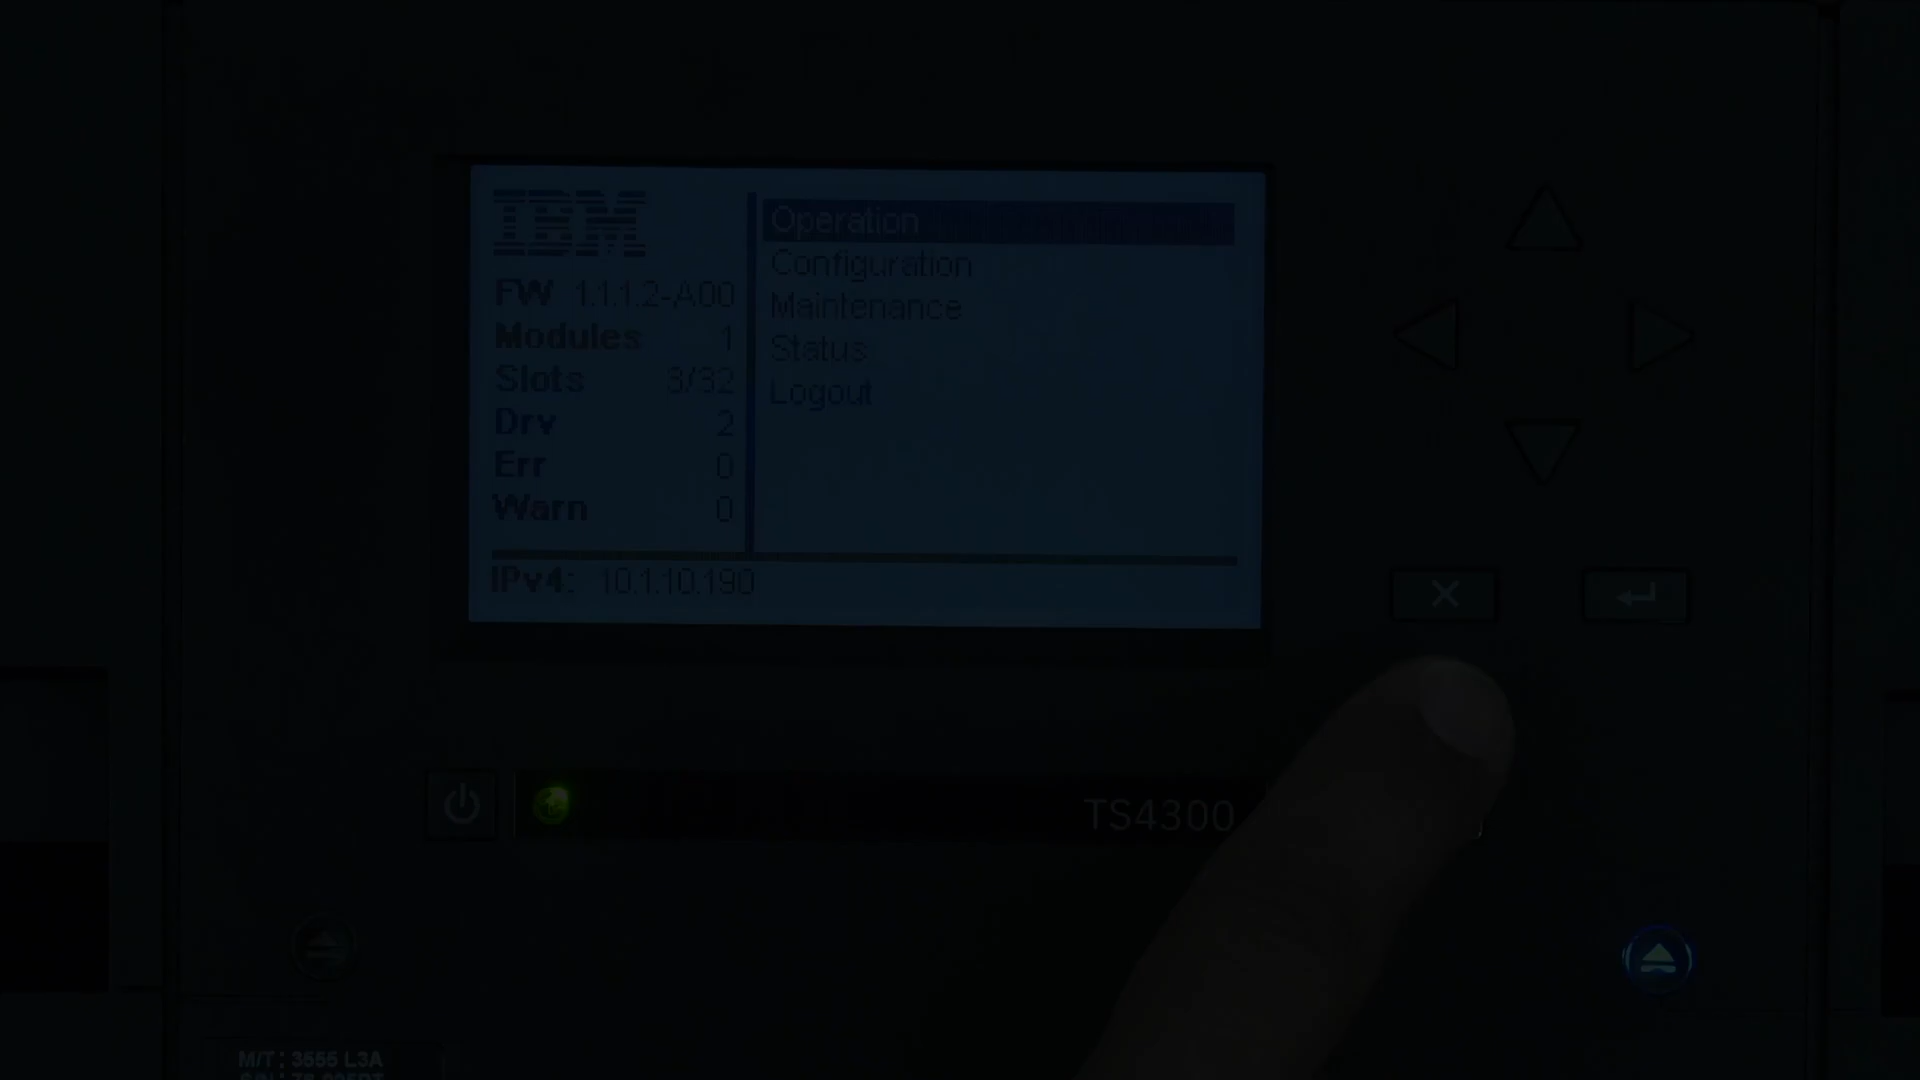 IBM
FW 1.1.1.2-A00
Modules 1
Slots 3/32
Drv 2
Err 0
Warn 0
Operation
Configuration
Maintenance
Status
Logout
IPv4: 10.1.10.190
TS4300
M/T: 3555 L3A